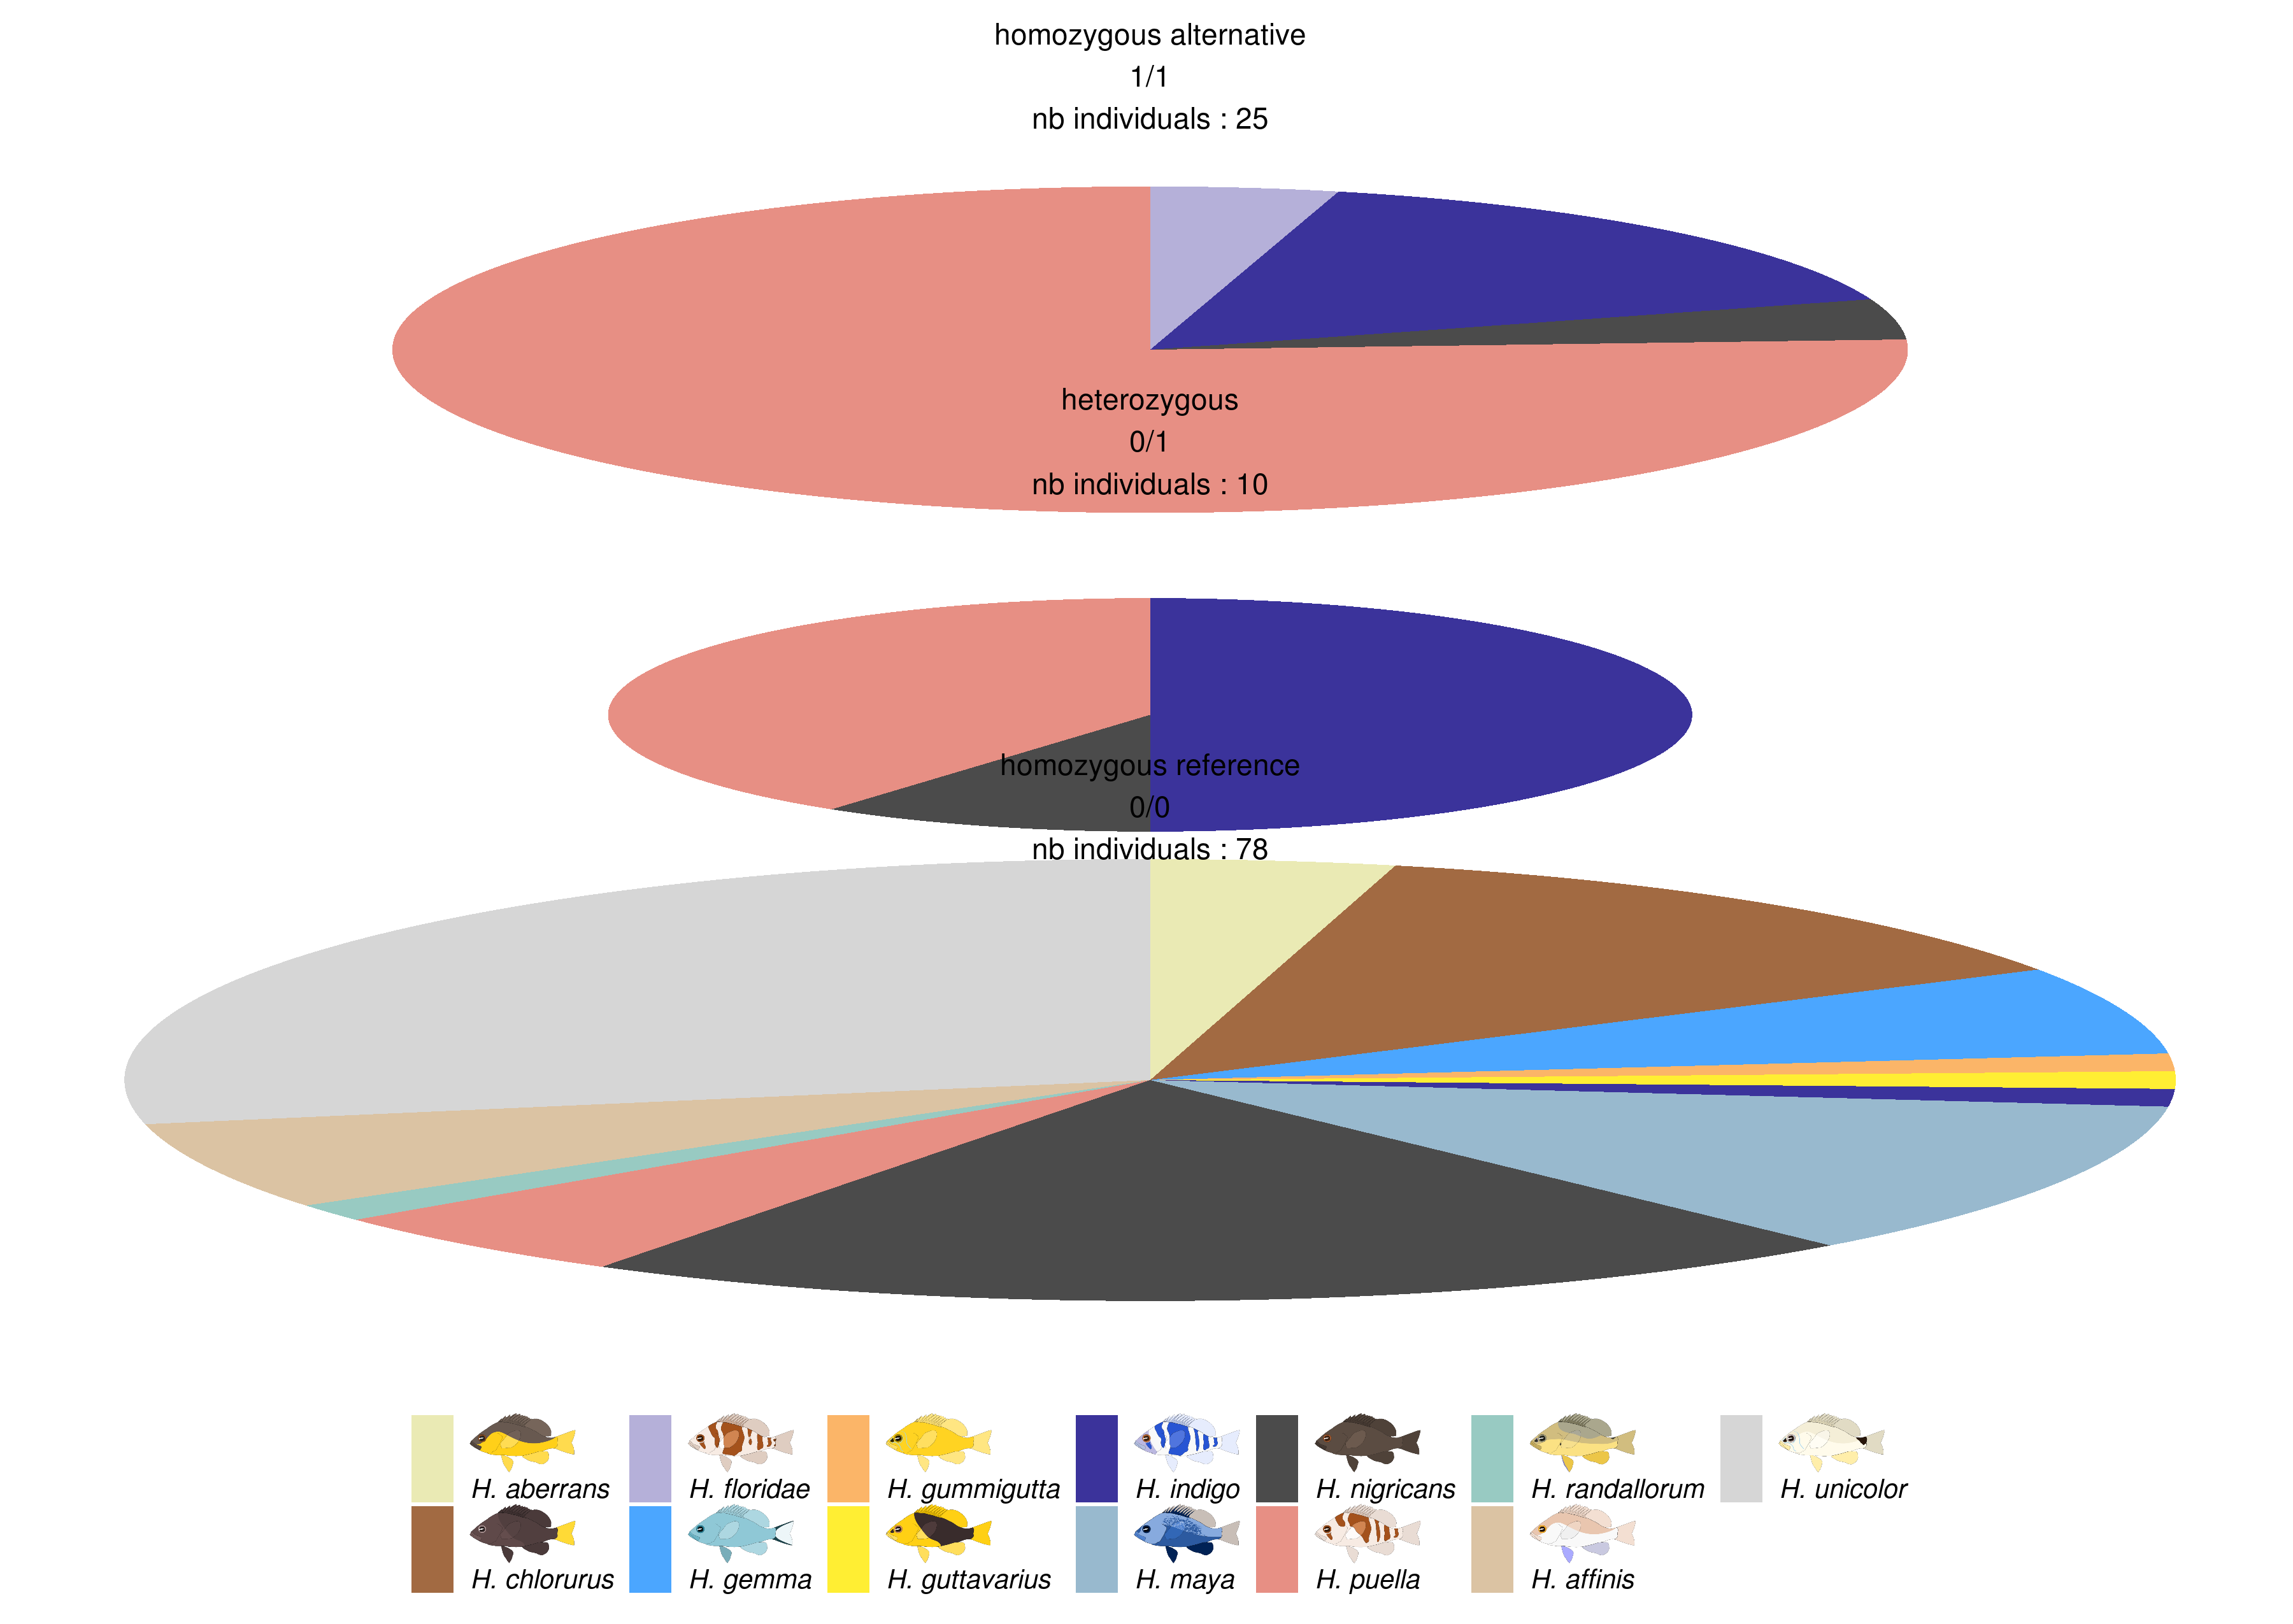 homozygous alternative
1/1
nb individuals : 25
heterozygous
0/1
nb individuals : 10
homozygous reference
0/0
nb individuals : 78
H. aberrans H. floridae H. gummigutta H. indigo H. nigricans H. randallorum H. unicolor
H. chlorurus H. gemma H. guttavarius H. maya H. puella H. affinis